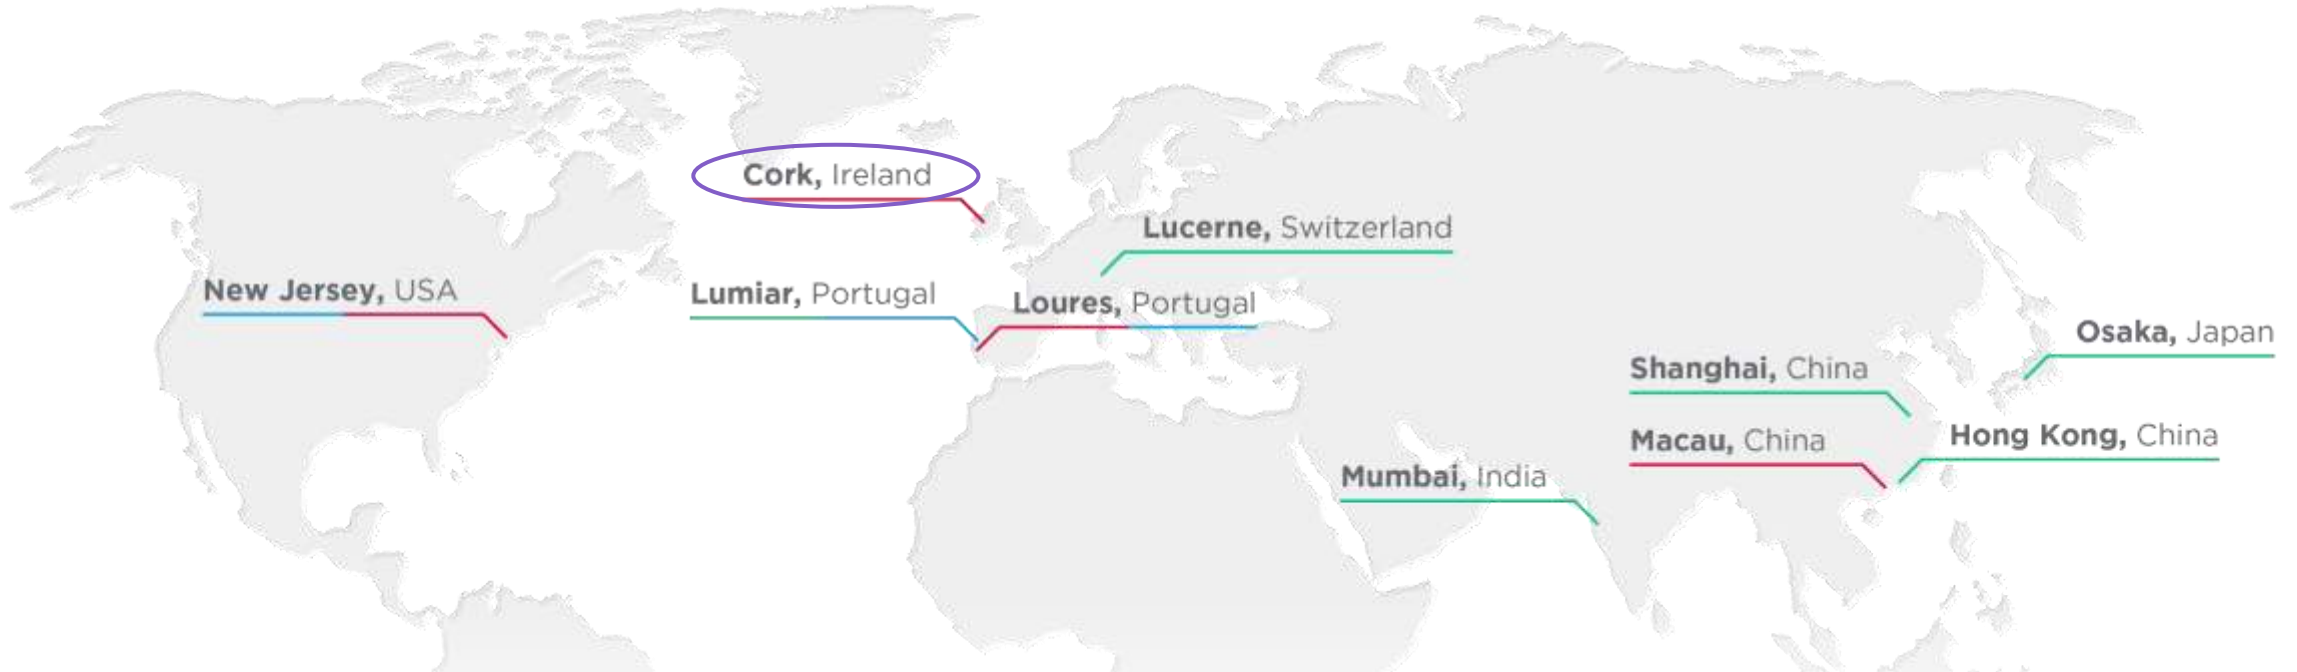 Cork, Ireland
Lucerne, Switzerland
New Jersey, USA
Lumiar, Portugal
Loures, Portugal
Osaka, Japan
Shanghai, China
Macau, China
Hong Kong, China
Mumbai, India